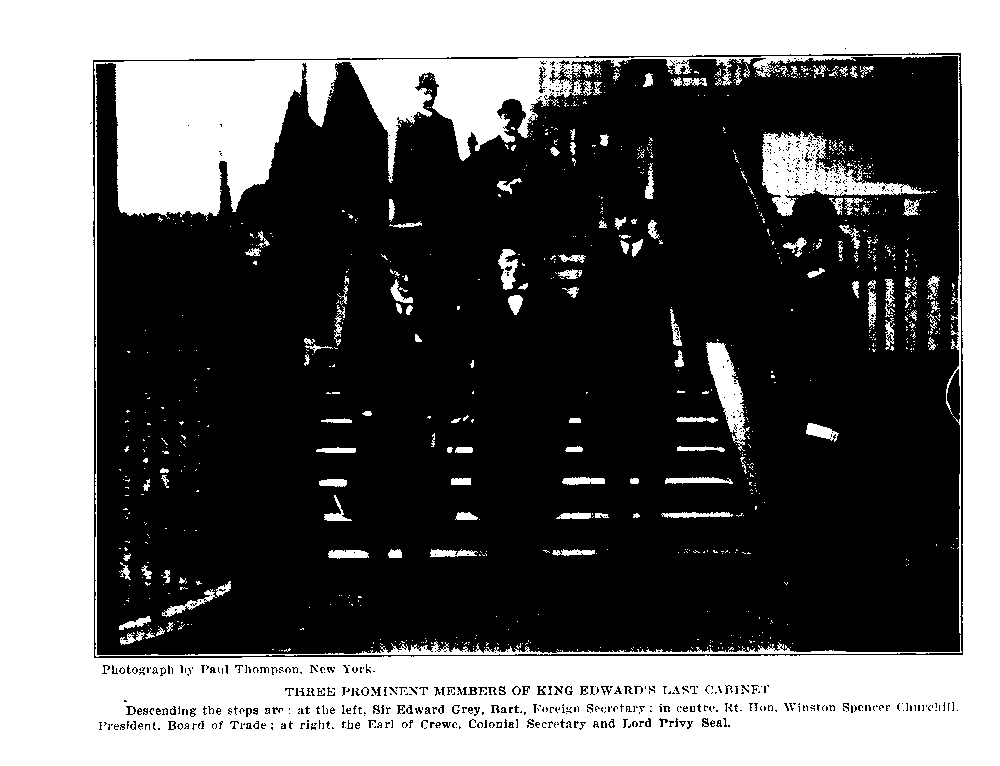 Photograph by Paul Thompson, New York.
THREE PROMINENT MEMBERS OF KING EDWARD'S LAST CABINET
Descending the steps are: at the left, Sir Edward Grey, Bart., Foreign Secretary; in centre, Rt. Hon. Winston Spencer Churchill,
President, Board of Trade; at right, the Earl of Crewe, Colonial Secretary and Lord Privy Seal.